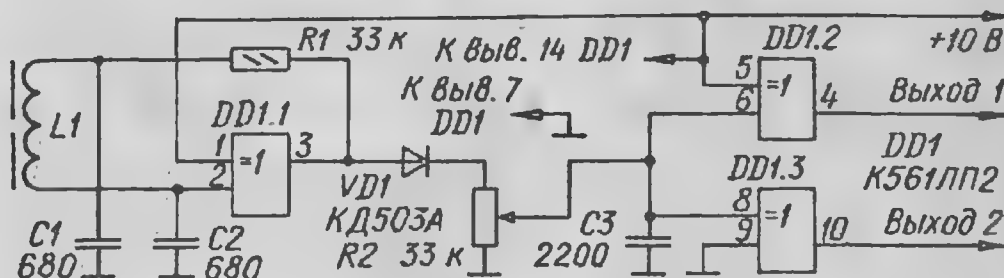 R1 33 к
К выв. 14 DD1
DD1.2
+10 В
К выв. 7
DD1
5
6
=1
4
Выход 1
L1
DD1.1
1
2
=1
3
VD1
КД503А
DD1
К561ЛП2
DD1.3
8
9
=1
10
Выход 2
C1
680
C2
680
R2 33 к
C3
2200